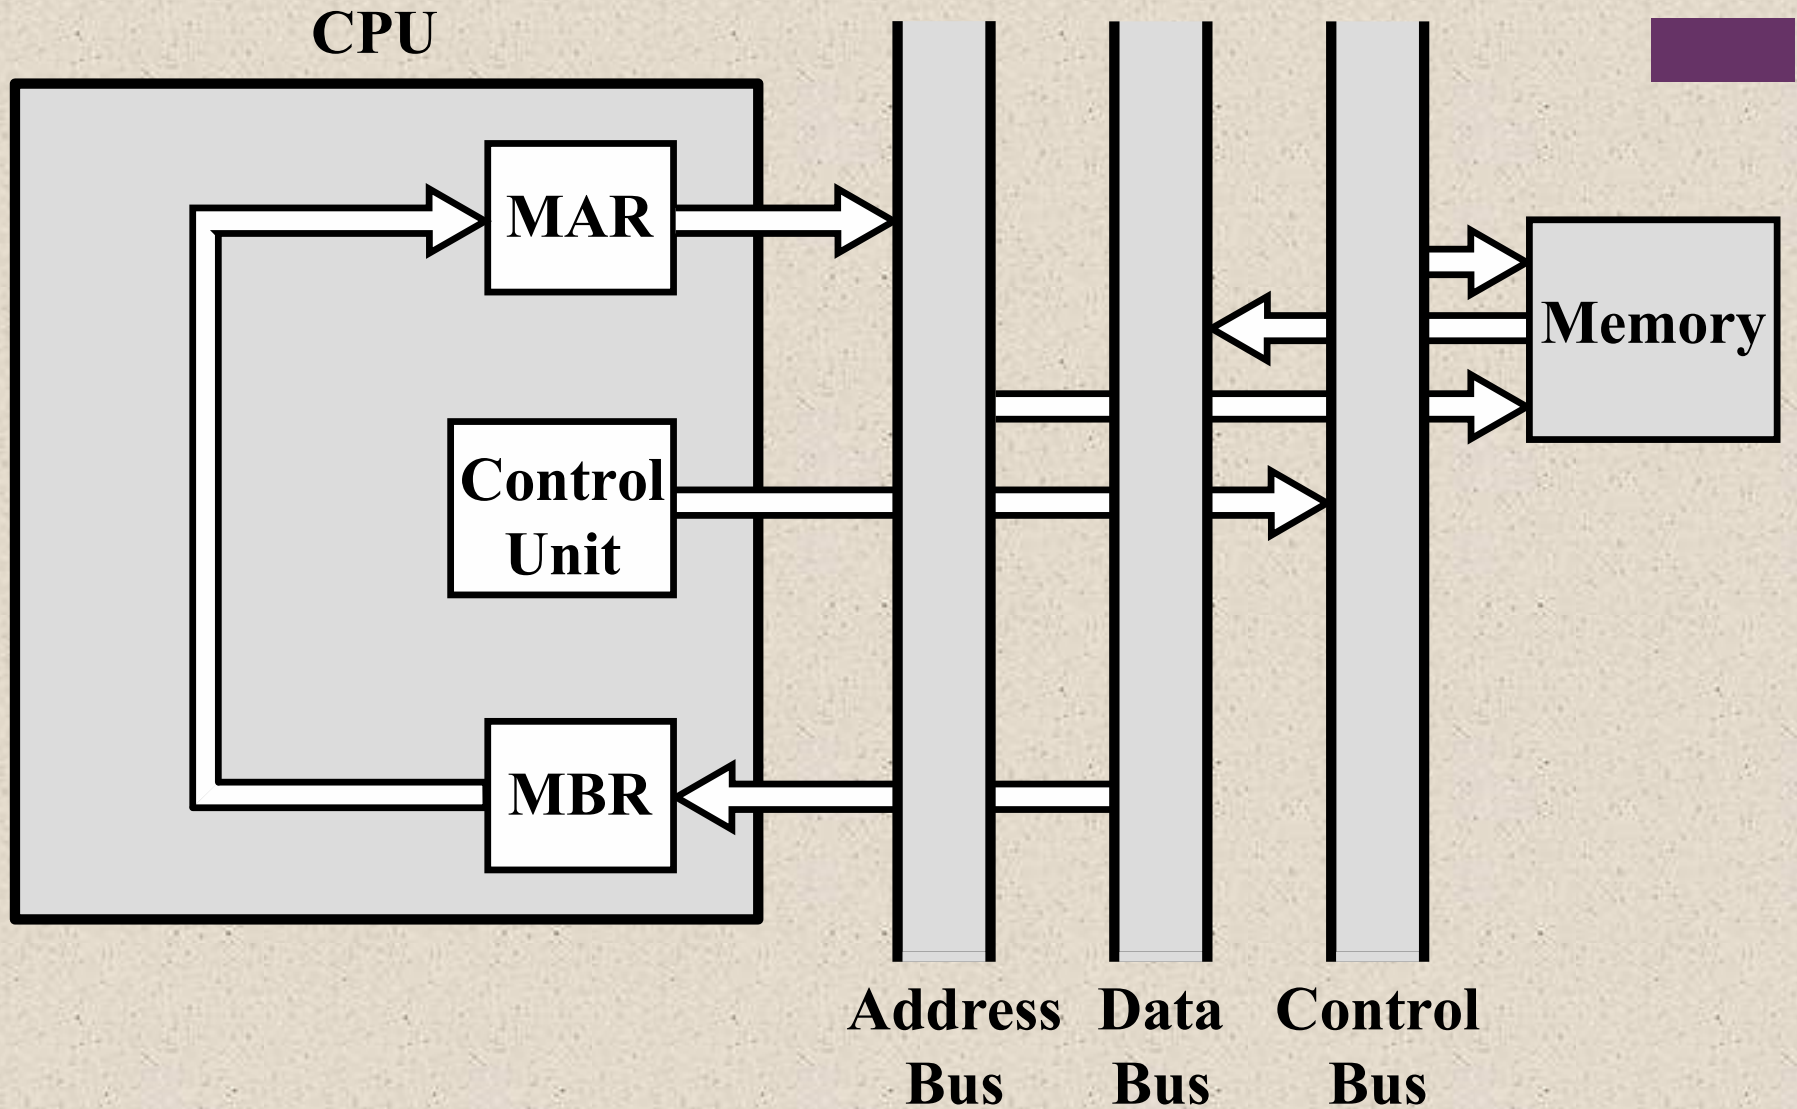 CPU
MAR
Memory
Control
Unit
MBR
Address
Bus
Data
Bus
Control
Bus